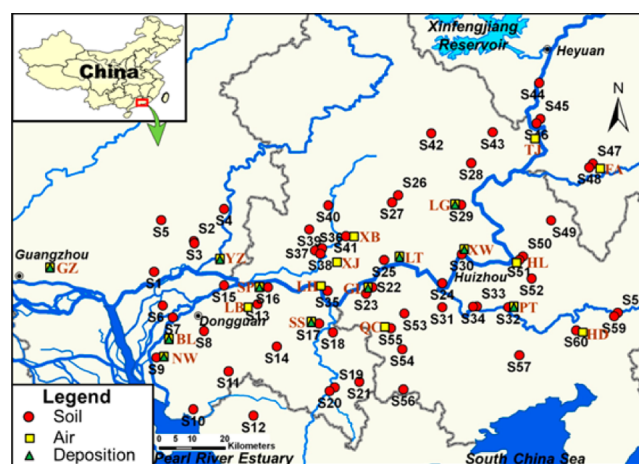 China
Xinfengjiang
Reservoir
Heyuan
N
S44
S45
S46
TJ
S43
S42
S47
S48
S28
S26
S27
LG
S29
S40
S4
S5
S2
S3
YZ
S49
S39
S36
S41
XB
S37
S38
XJ
LT
XW
S30
S50
HL
S51
S52
Guangzhou
GZ
S1
S25
Huizhou
S24
S15
S16
S35
S22
S23
S33
S6
S7
LB
S13
S31
S34
S32
PT
Dongguan
SS
S17
S18
QC
S55
S53
S59
S60
HD
BL
S8
S14
S54
S57
S9
NW
S11
S19
S20
S21
S56
S10
S12
Legend
Soil
Air
Deposition
0 5 10 20
Kilometers
Pearl River Estuary
South China Sea